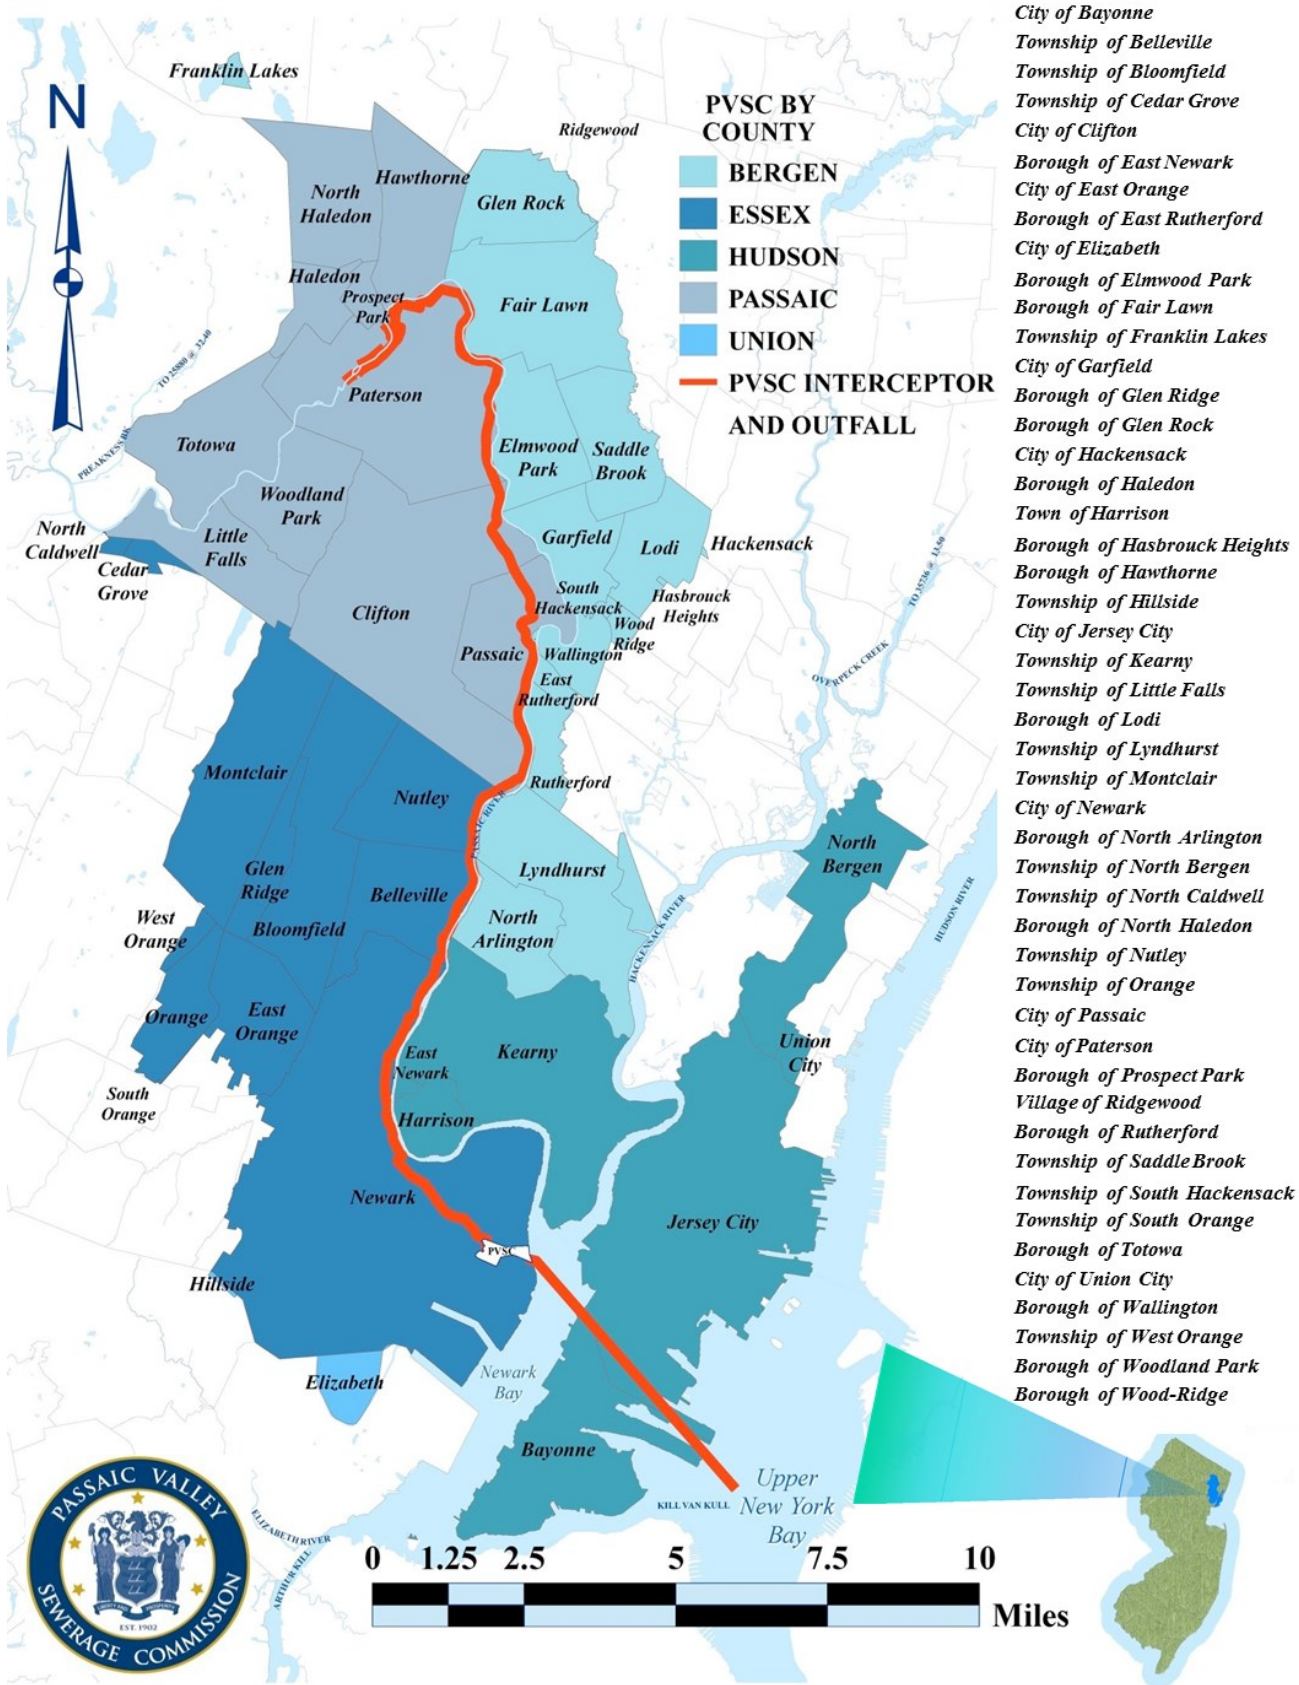 City of Bayonne
Township of Belleville
Township of Bloomfield
Township of Cedar Grove
City of Clifton
Borough of East Newark
City of East Orange
Borough of East Rutherford
City of Elizabeth
Borough of Elmwood Park
Borough of Fair Lawn
Township of Franklin Lakes
City of Garfield
Borough of Glen Ridge
Borough of Glen Rock
City of Hackensack
Borough of Haledon
Town of Harrison
Borough of Hasbrouck Heights
Borough of Hawthorne
Township of Hillside
City of Jersey City
Township of Kearny
Township of Little Falls
Borough of Lodi
Township of Lyndhurst
Township of Montclair
City of Newark
Borough of North Arlington
Township of North Bergen
Township of North Caldwell
Borough of North Haledon
Township of Nutley
Township of Orange
City of Passaic
City of Paterson
Borough of Prospect Park
Village of Ridgewood
Borough of Rutherford
Township of Saddle Brook
Township of South Hackensack
Township of South Orange
Borough of Totowa
City of Union City
Borough of Wallington
Township of West Orange
Borough of Woodland Park
Borough of Wood-Ridge
N
PVSC BY
COUNTY
BERGEN
ESSEX
HUDSON
PASSAIC
UNION
PVSC INTERCEPTOR
AND OUTFALL
Franklin Lakes
Ridgewood
Hawthorne
North
Haledon
Glen Rock
Haledon
Prospect
Park
Fair Lawn
TO 25880 @ 32.40
Paterson
PREAKNESS BK
Totowa
Elmwood
Park
Saddle
Brook
Woodland
Park
North
Caldwell
Little
Falls
Garfield
Lodi
Hackensack
Cedar
Grove
TO 35736 @ 13.50
South
Hackensack
Hasbrouck
Heights
Clifton
Wood
Ridge
Passaic
Wallington
OVERPECK CREEK
East
Rutherford
Montclair
Nutley
Rutherford
PASSAIC RIVER
North
Bergen
Glen
Ridge
Lyndhurst
Belleville
West
Orange
Bloomfield
North
Arlington
HACKENSACK RIVER
HUDSON RIVER
Orange
East
Orange
East
Newark
Kearny
Union
City
South
Orange
Harrison
Newark
Jersey City
PVSC
Hillside
Elizabeth
Newark
Bay
Bayonne
KILL VAN KULL
Upper
New York
Bay
ELIZABETH RIVER
ARTHUR KILL
PASSAIC VALLEY
SEWERAGE COMMISSION
LIBERTY AND PROSPERITY
EST. 1902
0 1.25 2.5 5 7.5 10
Miles